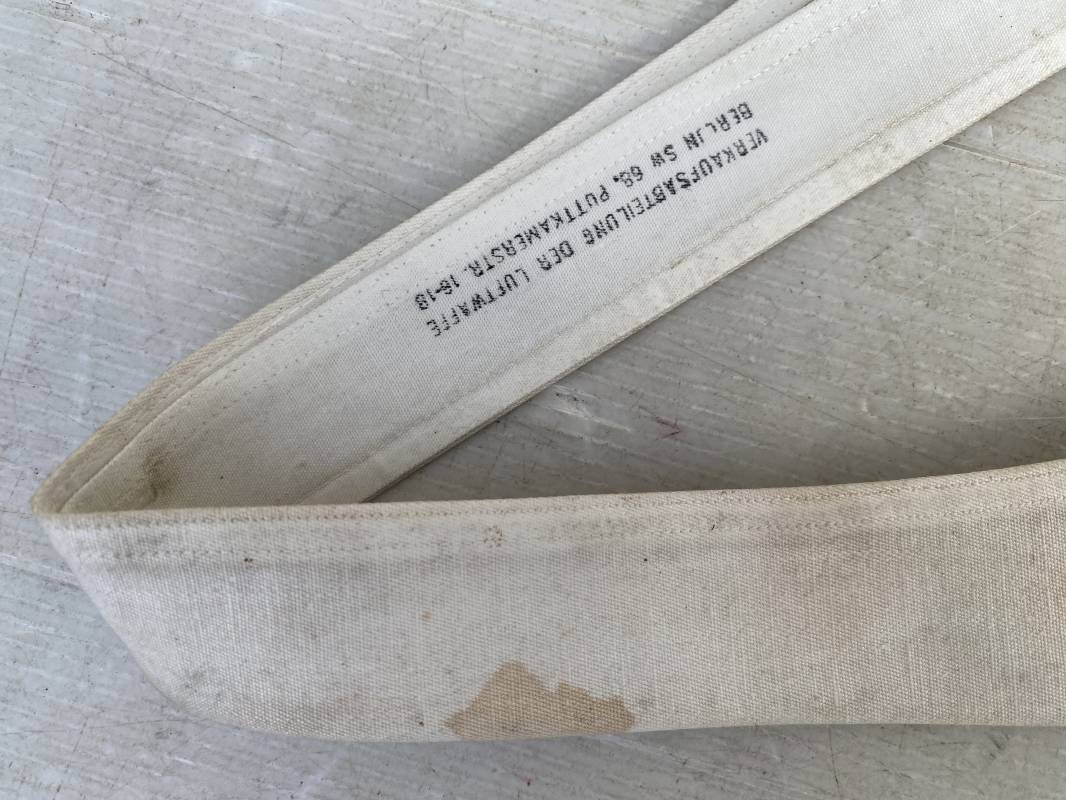 VERKAUFSABTEILUNG DER LUFTWAFFE
BERLIN SW 68, PUTTKAMERSTR. 16-18